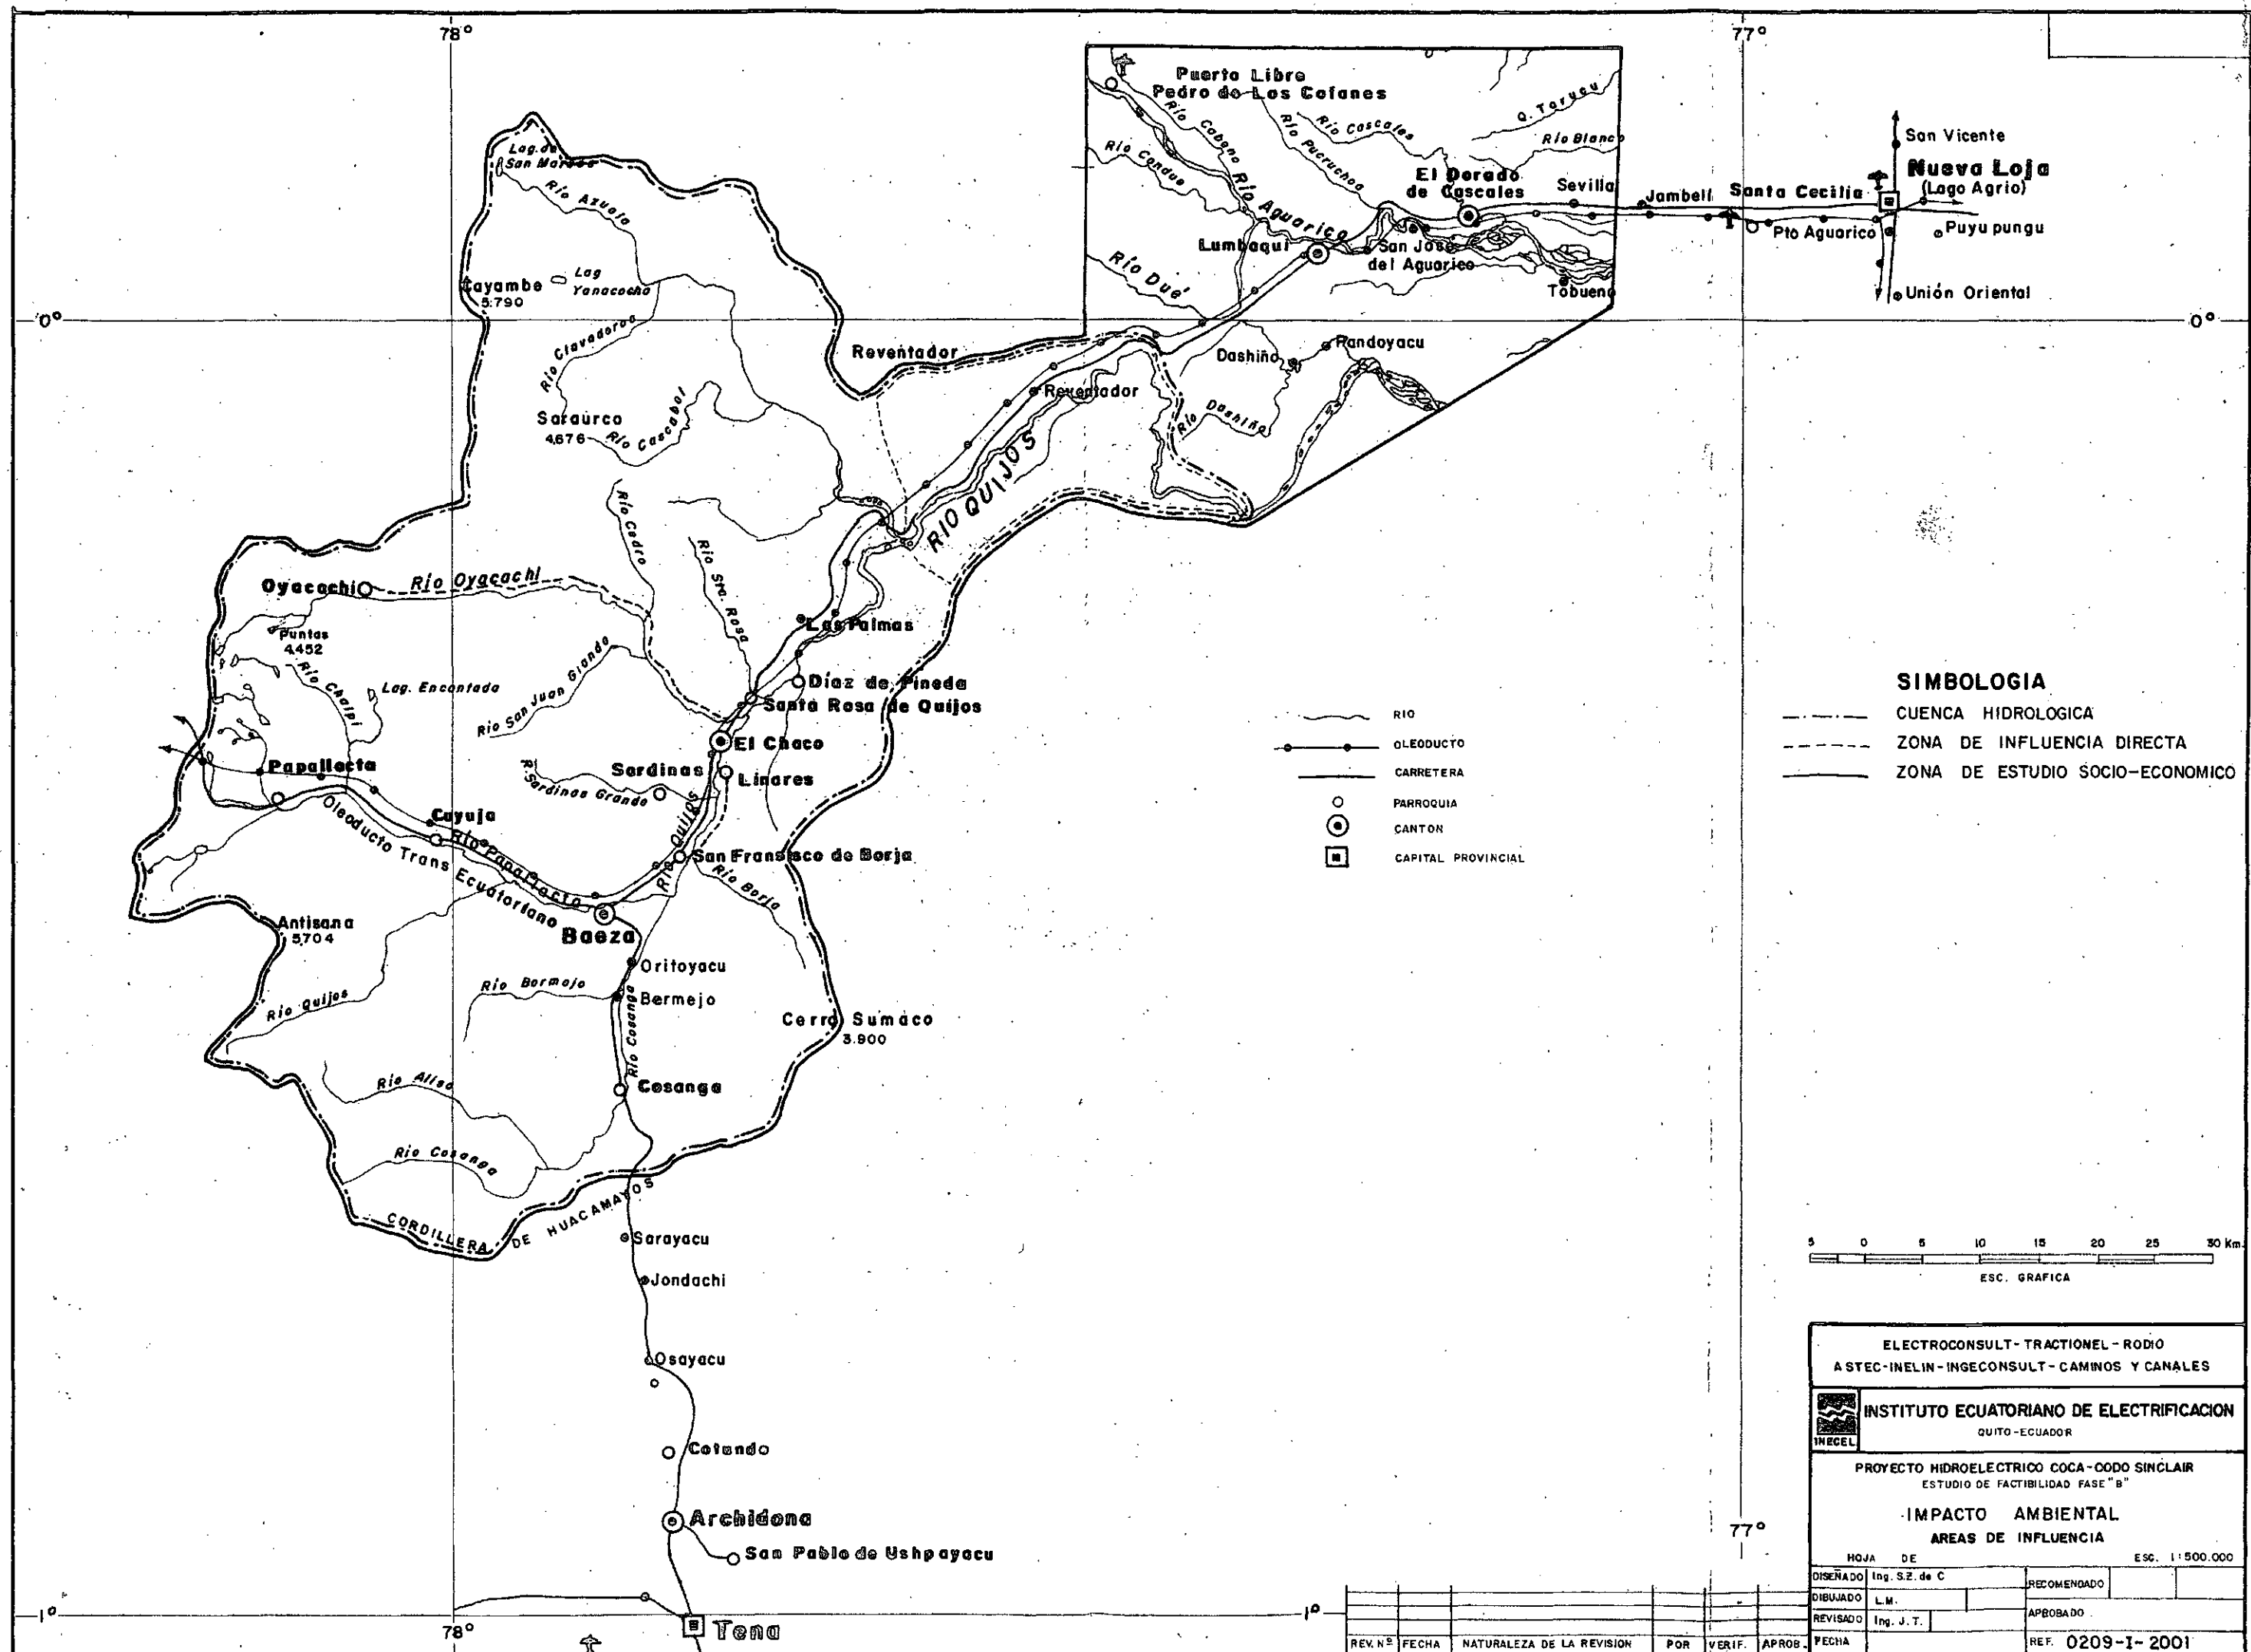 78°
77°
Puerto Libre
Pedro de Los Cofanes
Q. Taruqu
Río Cabeno
Río Cascales
Río Blanco
Río Pucruchoa
Río Condue
Río Aguarico
El Dorado
de Cascales
Sevilla
Jambelí
Santa Cecilia
San Vicente
Nueva Loja
(Lago Agrio)
Pto Aguarico
Puyu pungu
Unión Oriental
Lumbaqui
San José
del Aguarico
Tobueno
Río Dué
Lag. de
San Marcos
Río Azuela
Cayambe
5.790
Lag
Yanacocha
0°
0°
Río Clavadoroa
Reventador
Reventador
Dashiño
Pandoyacu
Río Dashiño
Saraurco
4.676
Río Cascabel
RIO QUIJOS
Río Cedro
Río Sta. Rosa
Oyacachi
Río Oyacachi
Puntas
4.452
Río Chalpi
Lag. Encantada
Río San Juan Grande
Las Palmas
Díaz de Pineda
Santa Rosa de Quijos
El Chaco
Sardinas
Linares
R. Sardinas Grande
Papallacta
Cuyuja
Oleoducto Trans Ecuatoriano
Río Papallacta
Río Quijos
San Fransisco de Borja
Río Borja
Antisana
5.704
Baeza
Oritoyacu
Río Bermejo
Bermejo
Río Quijos
Río Cosanga
Cerro Sumaco
3.900
Río Aliso
Cosanga
Río Cosanga
CORDILLERA DE HUACAMAYOS
Sarayacu
Jondachi
Osayacu
Cotundo
Archidona
San Pablo de Ushpayacu
Tena
1°
78°
1°
77°
RIO
OLEODUCTO
CARRETERA
PARROQUIA
CANTON
CAPITAL PROVINCIAL
SIMBOLOGIA
CUENCA HIDROLOGICA
ZONA DE INFLUENCIA DIRECTA
ZONA DE ESTUDIO SOCIO-ECONOMICO
5 0 5 10 15 20 25 30 Km.
ESC. GRAFICA
ELECTROCONSULT-TRACTIONEL-RODIO
ASTEC-INELIN-INGECONSULT-CAMINOS Y CANALES
INECEL
INSTITUTO ECUATORIANO DE ELECTRIFICACION
QUITO-ECUADOR
PROYECTO HIDROELECTRICO COCA-CODO SINCLAIR
ESTUDIO DE FACTIBILIDAD FASE "B"
IMPACTO AMBIENTAL
AREAS DE INFLUENCIA
HOJA DE ESC. 1:500.000
DISEÑADO Ing. S.Z. de C
RECOMENDADO
DIBUJADO L.M.
REVISADO Ing. J. T.
APROBADO
FECHA
REF. 0209-I-2001
REV. Nº FECHA NATURALEZA DE LA REVISION POR VERIF. APROB.